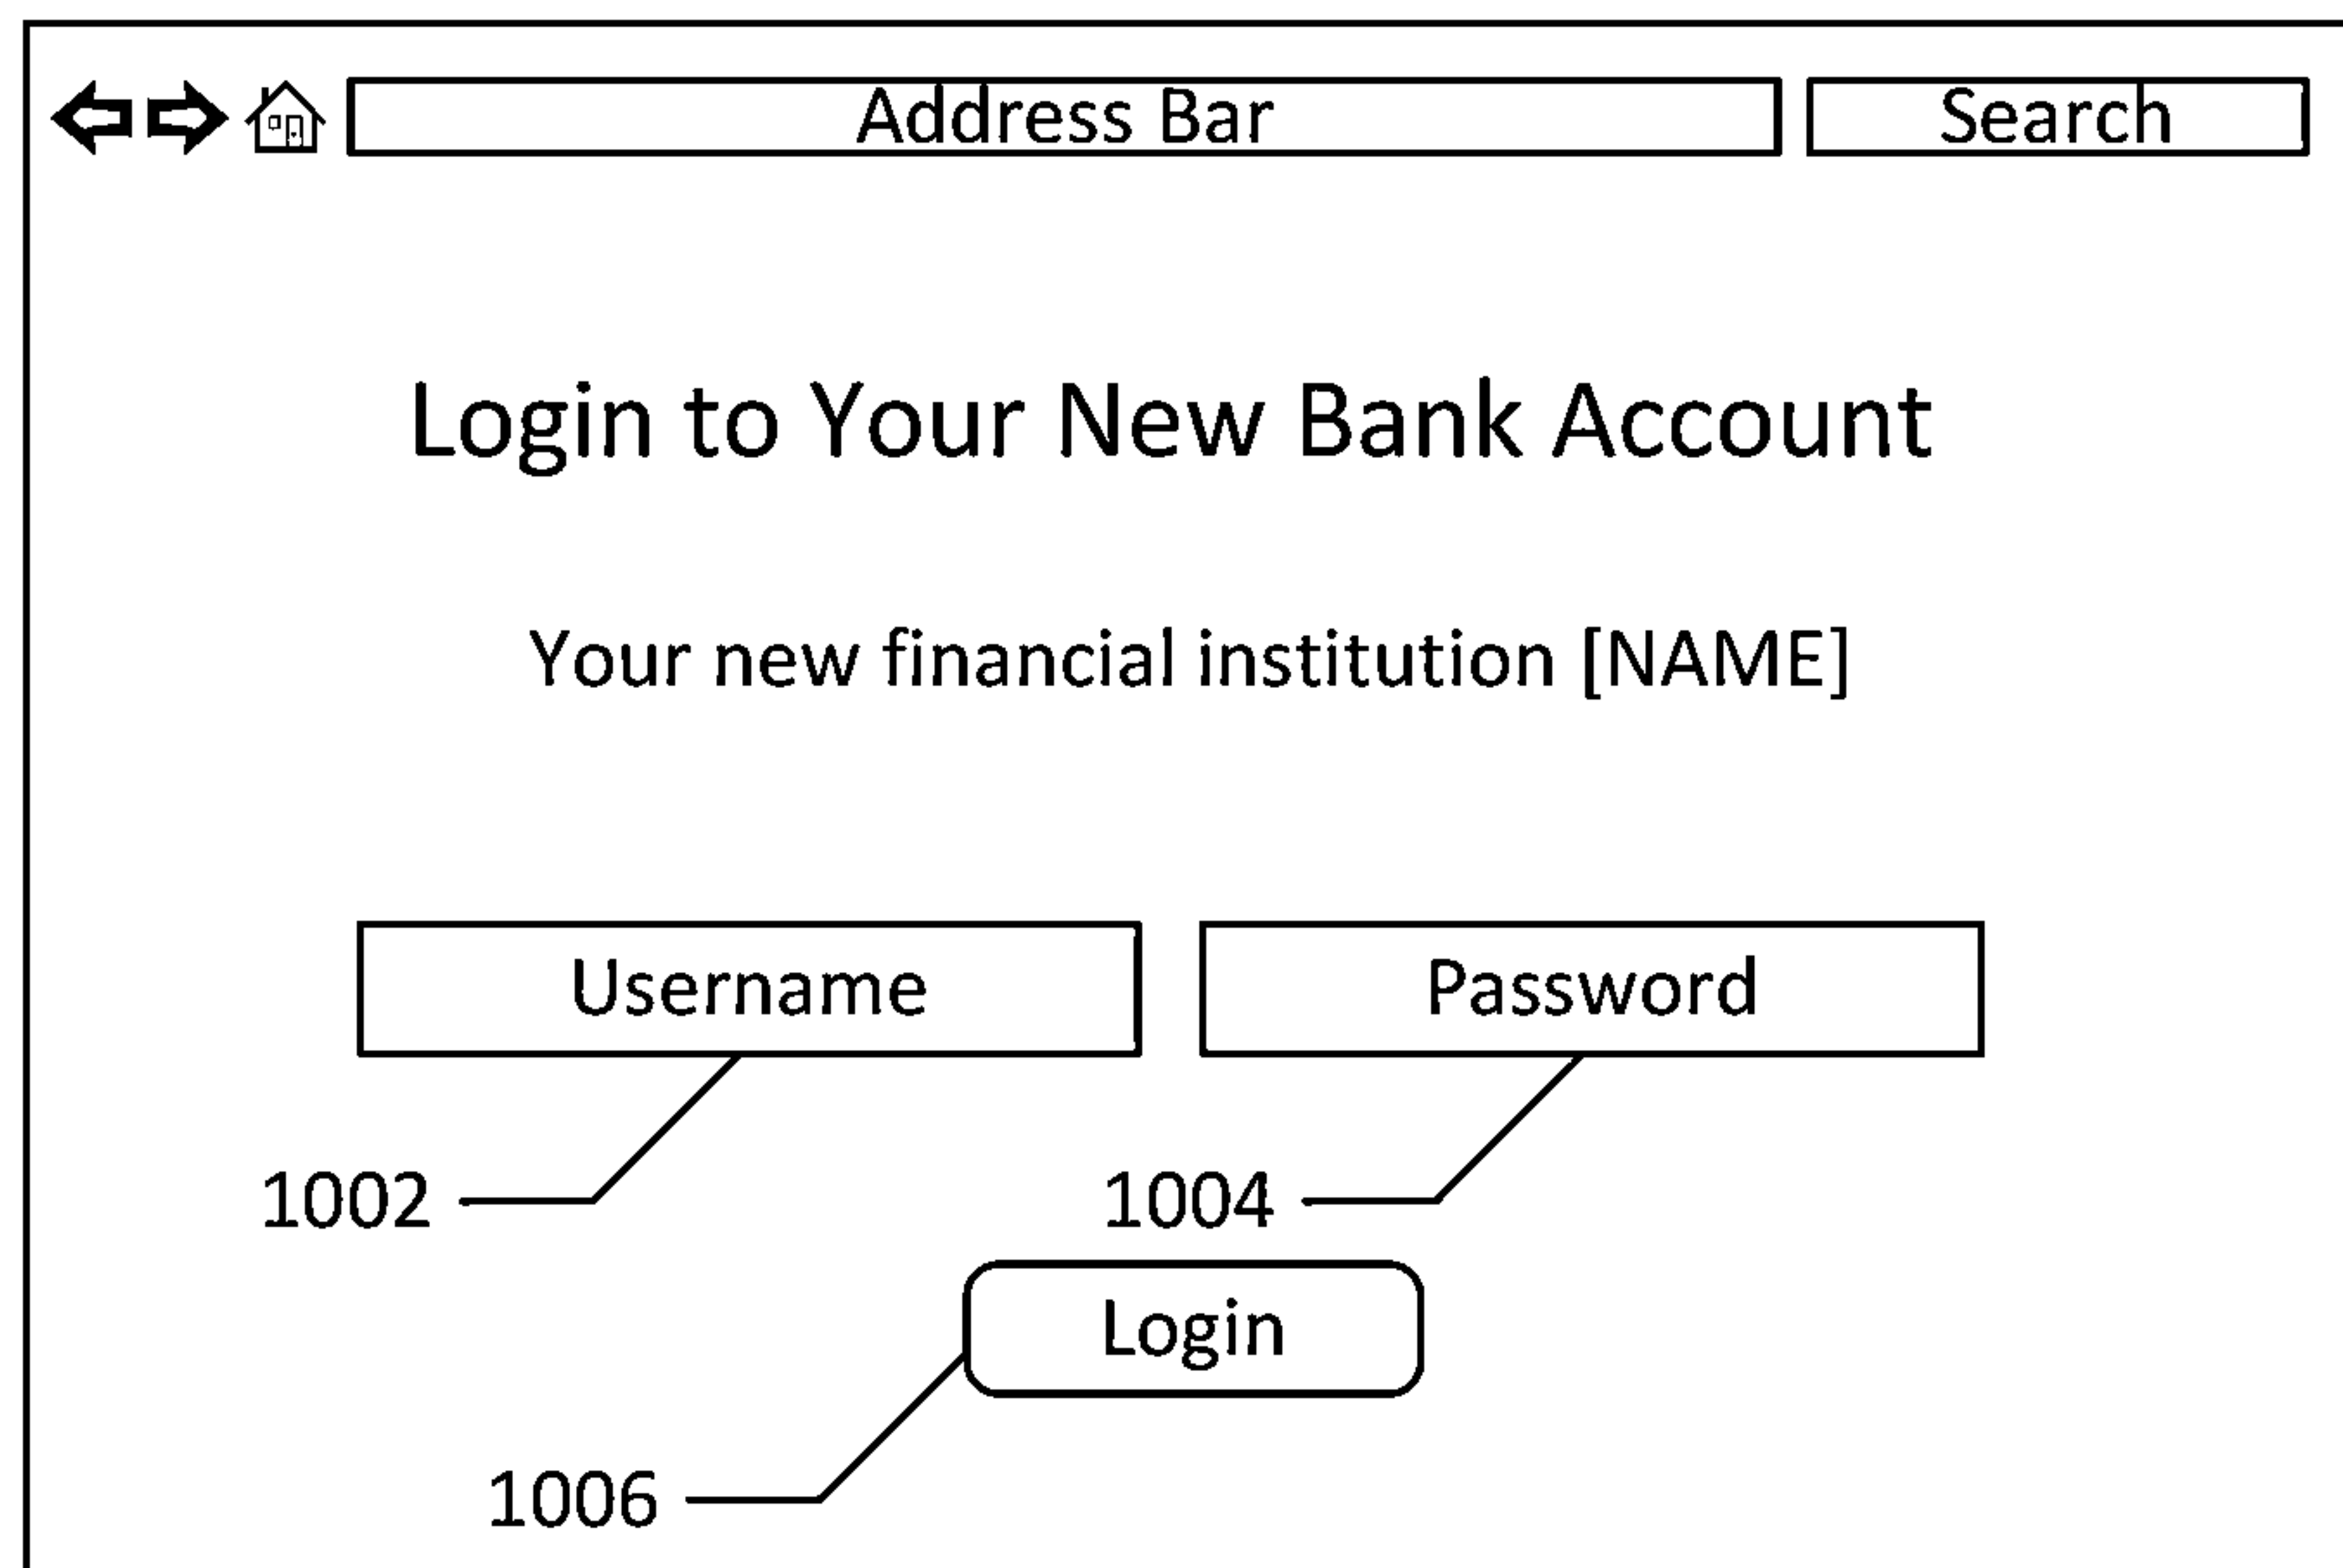 Address Bar Search
Login to Your New Bank Account
Your new financial institution [NAME]
Username Password
1002 1004
Login
1006